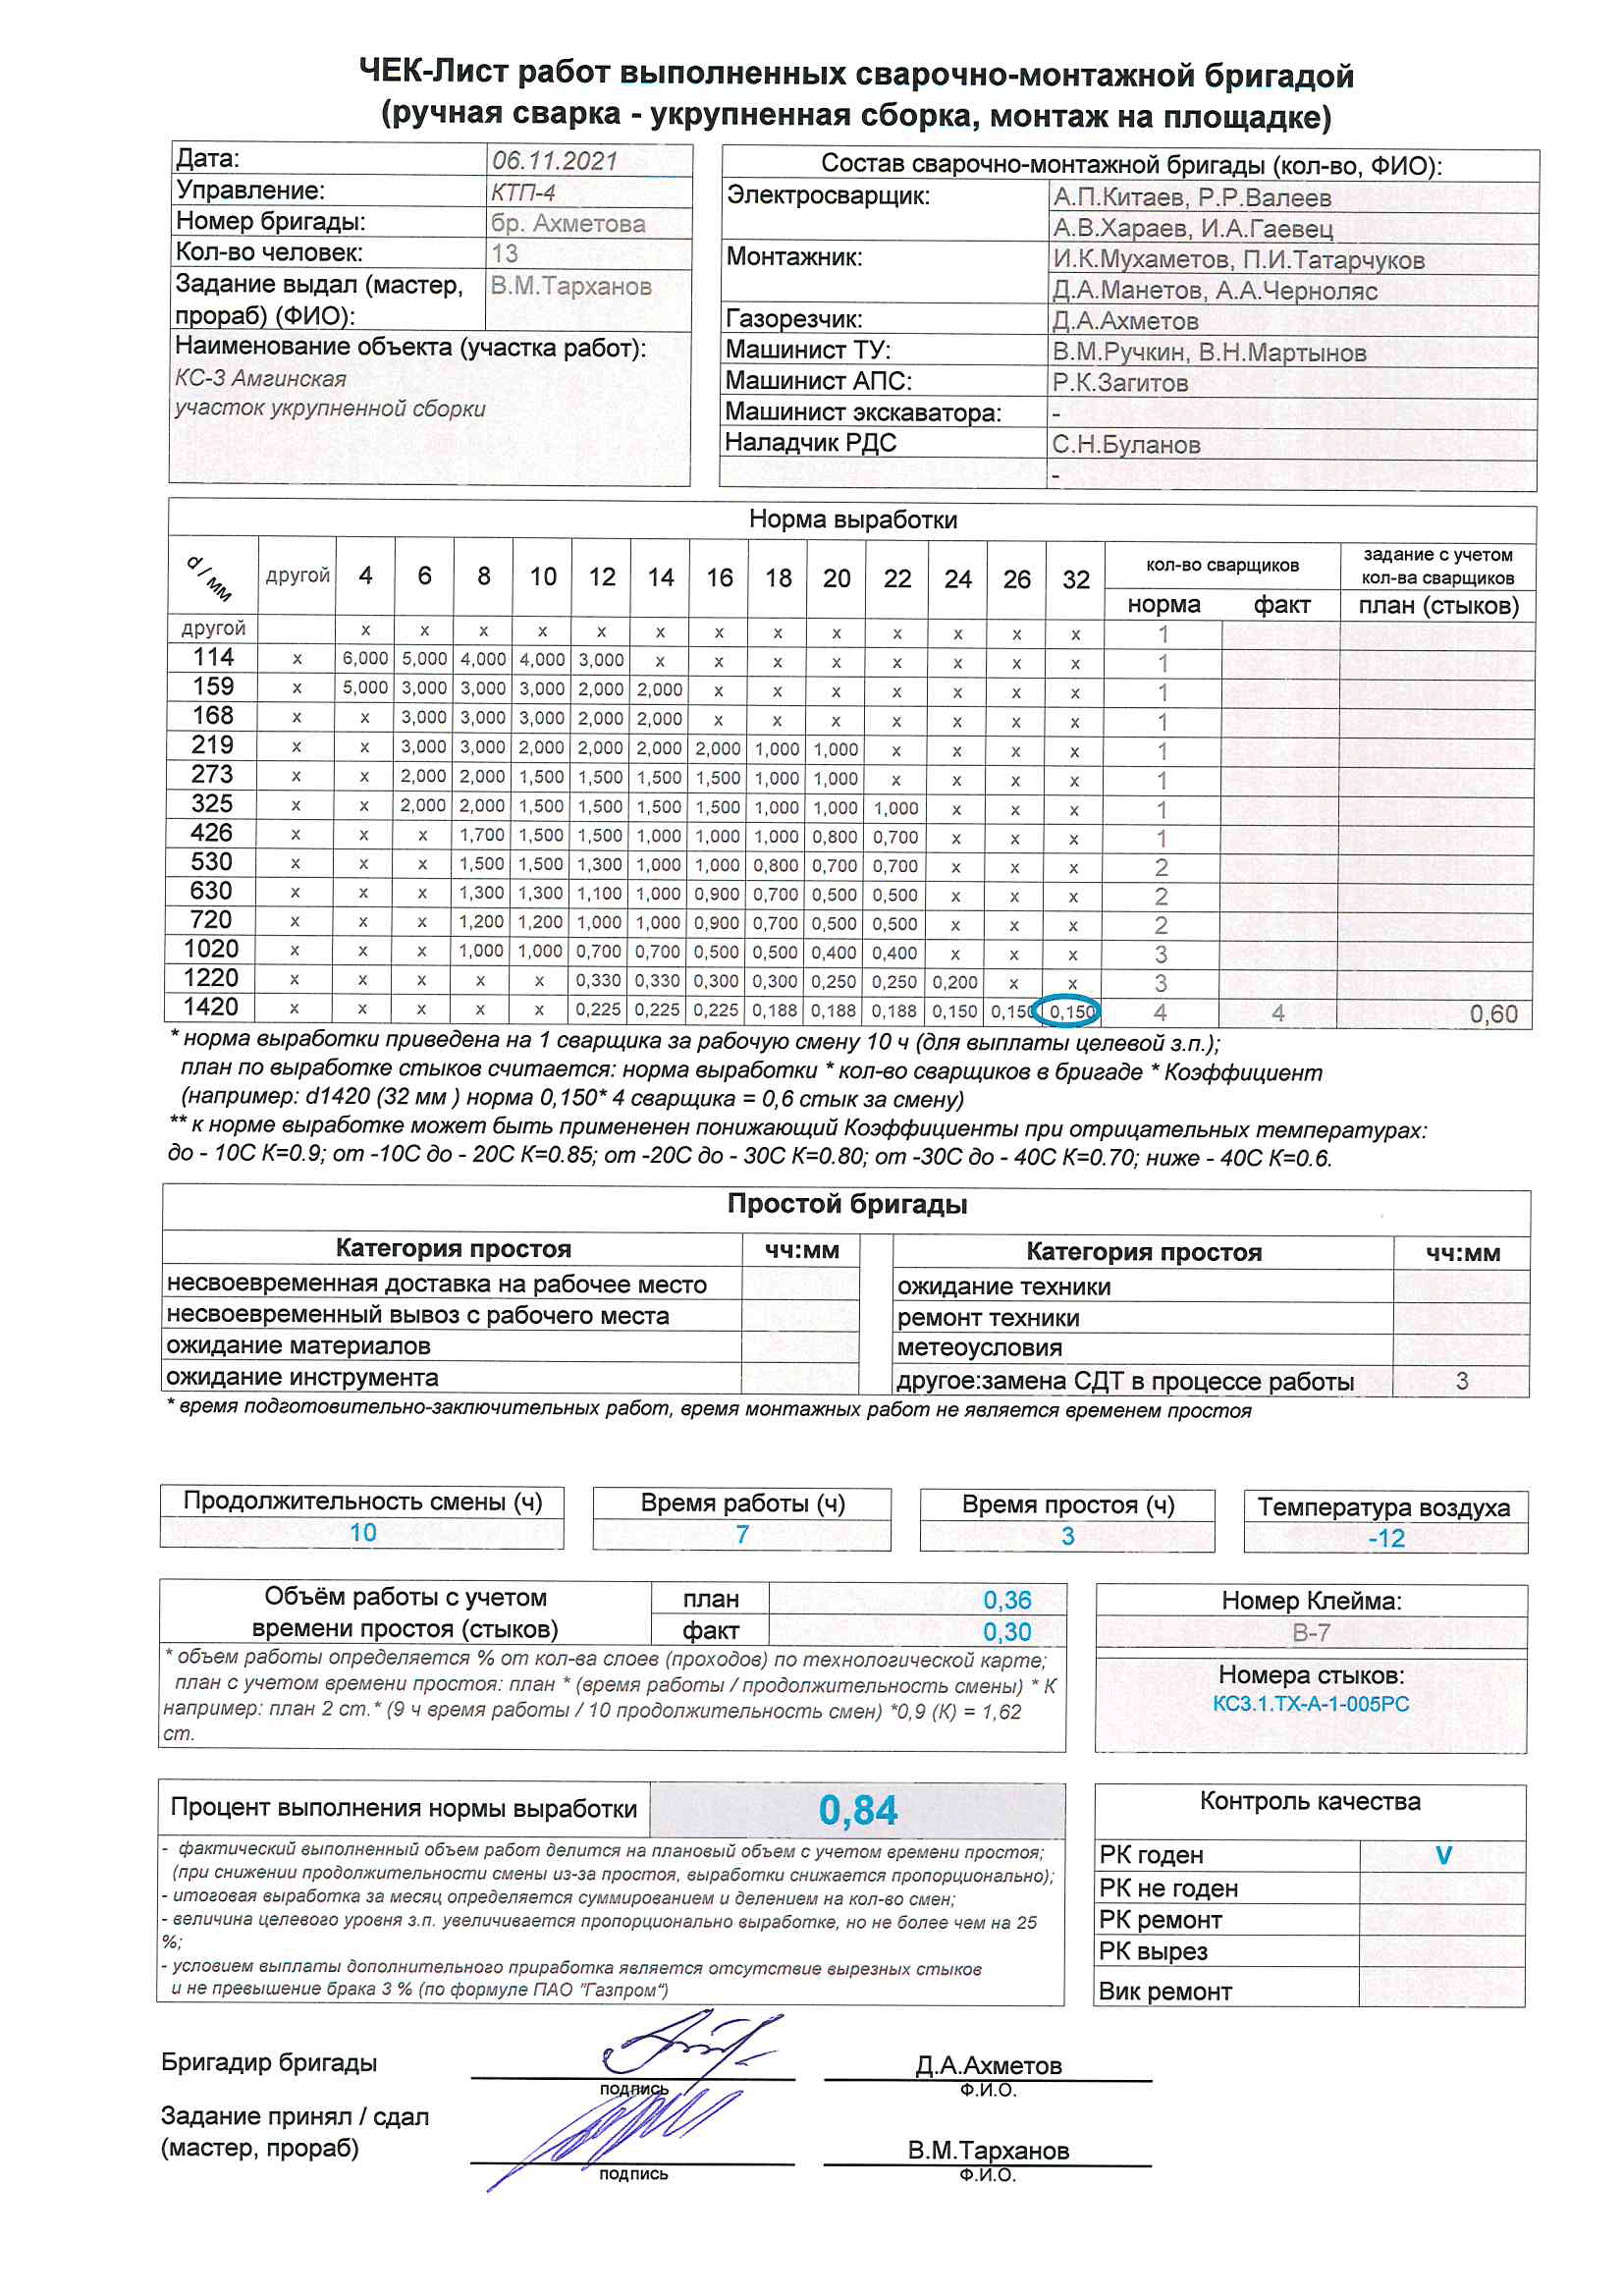 ЧЕК-Лист работ выполненных сварочно-монтажной бригадой
(ручная сварка - укрупненная сборка, монтаж на площадке)
Дата: 06.11.2021
Управление: КТП-4
Номер бригады: бр. Ахметова
Кол-во человек: 13
Задание выдал (мастер, В.М.Тарханов
прораб) (ФИО):
Наименование объекта (участка работ):
КС-3 Амгинская
участок укрупненной сборки
Состав сварочно-монтажной бригады (кол-во, ФИО):
Электросварщик: А.П.Китаев, Р.Р.Валеев
А.В.Хараев, И.А.Гаевец
Монтажник: И.К.Мухаметов, П.И.Татарчуков
Д.А.Манетов, А.А.Черноляс
Газорезчик: Д.А.Ахметов
Машинист ТУ: В.М.Ручкин, В.Н.Мартынов
Машинист АПС: Р.К.Загитов
Машинист экскаватора: -
Наладчик РДС С.Н.Буланов
-
Норма выработки
d / мм другой 4 6 8 10 12 14 16 18 20 22 24 26 32 кол-во сварщиков задание с учетом
кол-ва сварщиков
норма факт план (стыков)
другой x x x x x x x x x x x x x 1
114 x 6,000 5,000 4,000 4,000 3,000 x x x x x x x x 1
159 x 5,000 3,000 3,000 3,000 2,000 2,000 x x x x x x x 1
168 x x 3,000 3,000 3,000 2,000 2,000 x x x x x x x 1
219 x x 3,000 3,000 2,000 2,000 2,000 2,000 1,000 1,000 x x x x 1
273 x x 2,000 2,000 1,500 1,500 1,500 1,500 1,000 1,000 x x x x 1
325 x x 2,000 2,000 1,500 1,500 1,500 1,500 1,000 1,000 1,000 x x x 1
426 x x x 1,700 1,500 1,500 1,000 1,000 1,000 0,800 0,700 x x x 1
530 x x x 1,500 1,500 1,300 1,000 1,000 0,800 0,700 0,700 x x x 2
630 x x x 1,300 1,300 1,100 1,000 0,900 0,700 0,500 0,500 x x x 2
720 x x x 1,200 1,200 1,000 1,000 0,900 0,700 0,500 0,500 x x x 2
1020 x x x 1,000 1,000 0,700 0,700 0,500 0,500 0,400 0,400 x x x 3
1220 x x x x x 0,330 0,330 0,300 0,300 0,250 0,250 0,200 x x 3
1420 x x x x x 0,225 0,225 0,225 0,188 0,188 0,188 0,150 0,150 0,150 4 4 0,60
* норма выработки приведена на 1 сварщика за рабочую смену 10 ч (для выплаты целевой з.п.);
план по выработке стыков считается: норма выработки * кол-во сварщиков в бригаде * Коэффициент
(например: d1420 (32 мм ) норма 0,150* 4 сварщика = 0,6 стык за смену)
** к норме выработке может быть примененен понижающий Коэффициенты при отрицательных температурах:
до - 10С К=0.9; от -10С до - 20С К=0.85; от -20С до - 30С К=0.80; от -30С до - 40С К=0.70; ниже - 40С К=0.6.
Простой бригады
Категория простоя чч:мм Категория простоя чч:мм
несвоевременная доставка на рабочее место ожидание техники
несвоевременный вывоз с рабочего места ремонт техники
ожидание материалов метеоусловия
ожидание инструмента другое:замена СДТ в процессе работы 3
* время подготовительно-заключительных работ, время монтажных работ не является временем простоя
Продолжительность смены (ч) Время работы (ч) Время простоя (ч) Температура воздуха
10 7 3 -12
Объём работы с учетом план 0,36
времени простоя (стыков) факт 0,30
* объем работы определяется % от кол-ва слоев (проходов) по технологической карте;
план с учетом времени простоя: план * (время работы / продолжительность смены) * К
например: план 2 ст.* (9 ч время работы / 10 продолжительность смен) *0,9 (К) = 1,62
ст.
Номер Клейма:
В-7
Номера стыков:
КС3.1.ТХ-А-1-005РС
Процент выполнения нормы выработки 0,84
- фактический выполненный объем работ делится на плановый объем с учетом времени простоя;
(при снижении продолжительности смены из-за простоя, выработки снижается пропорционально);
- итоговая выработка за месяц определяется суммированием и делением на кол-во смен;
- величина целевого уровня з.п. увеличивается пропорционально выработке, но не более чем на 25
%;
- условием выплаты дополнительного приработка является отсутствие вырезных стыков
и не превышение брака 3 % (по формуле ПАО "Газпром")
Контроль качества
РК годен V
РК не годен
РК ремонт
РК вырез
Вик ремонт
Бригадир бригады Д.А.Ахметов
подпись Ф.И.О.
Задание принял / сдал
(мастер, прораб) В.М.Тарханов
подпись Ф.И.О.